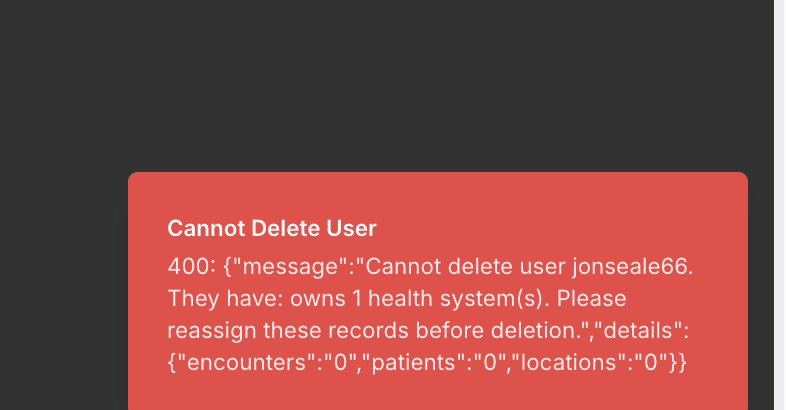 Cannot Delete User
400: {"message":"Cannot delete user jonseale66.
They have: owns 1 health system(s). Please
reassign these records before deletion.","details":
{"encounters":"0","patients":"0","locations":"0"}}